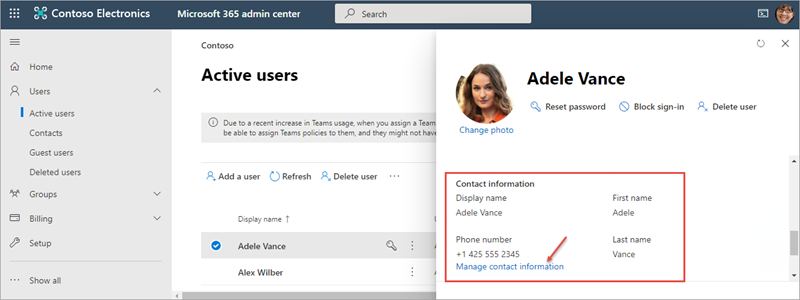 Contoso Electronics
Microsoft 365 admin center
Search
Home
Users
Active users
Contacts
Guest users
Deleted users
Groups
Billing
Setup
Show all
Contoso
Active users
Due to a recent increase in Teams usage, when you assign a Team
be able to assign Teams policies to them, and they might not have
Add a user
Refresh
Delete user
Display name ↑
Adele Vance
Alex Wilber
Adele Vance
Change photo
Reset password
Block sign-in
Delete user
Contact information
Display name First name
Adele Vance Adele
Phone number Last name
+1 425 555 2345 Vance
Manage contact information